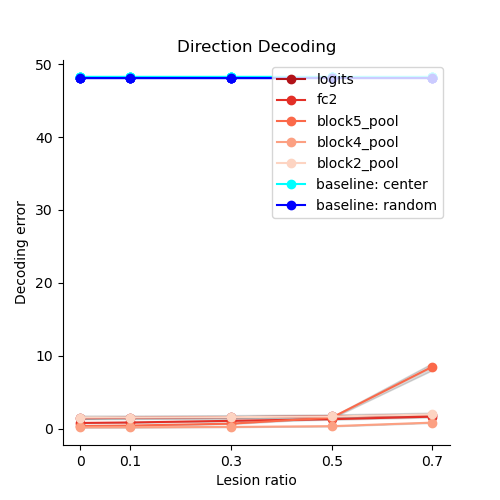 Direction Decoding
50
40
30
20
10
0
Decoding error
logits
fc2
block5_pool
block4_pool
block2_pool
baseline: center
baseline: random
0 0.1 0.3 0.5 0.7
Lesion ratio